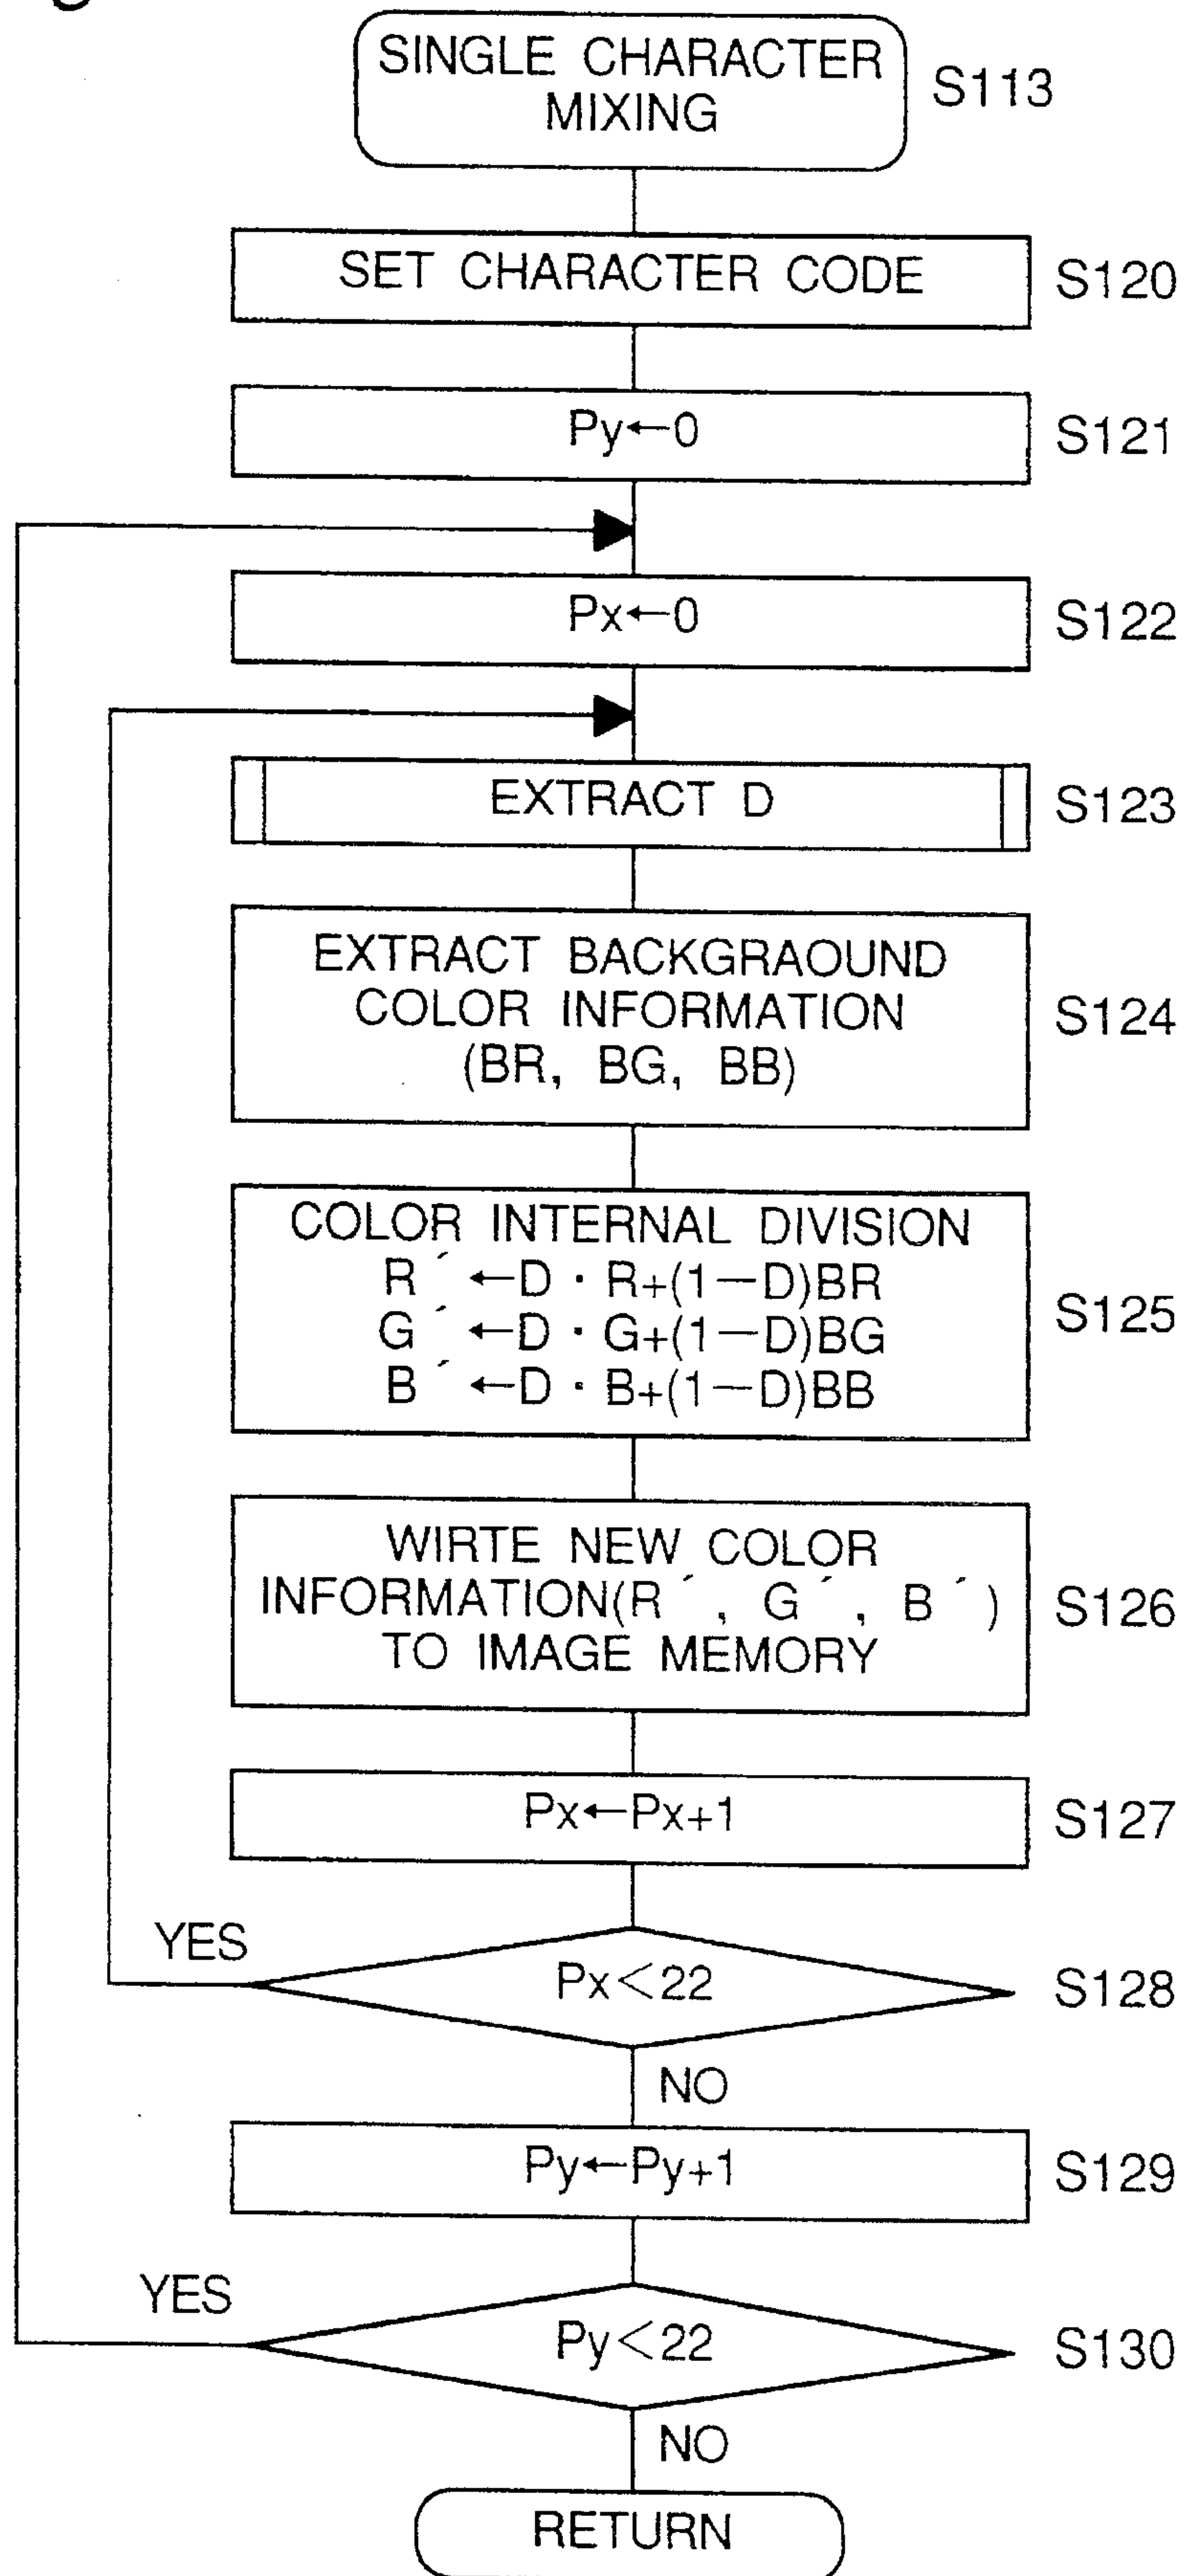 SINGLE CHARACTER
MIXING
S113
SET CHARACTER CODE
S120
Py←0
S121
Px←0
S122
EXTRACT D
S123
EXTRACT BACKGRAOUND
COLOR INFORMATION
(BR, BG, BB)
S124
COLOR INTERNAL DIVISION
R´←D・R+(1—D)BR
G´←D・G+(1—D)BG
B´←D・B+(1—D)BB
S125
WIRTE NEW COLOR
INFORMATION(R´, G´, B´)
TO IMAGE MEMORY
S126
Px←Px+1
S127
YES
Px<22
S128
NO
Py←Py+1
S129
YES
Py<22
S130
NO
RETURN